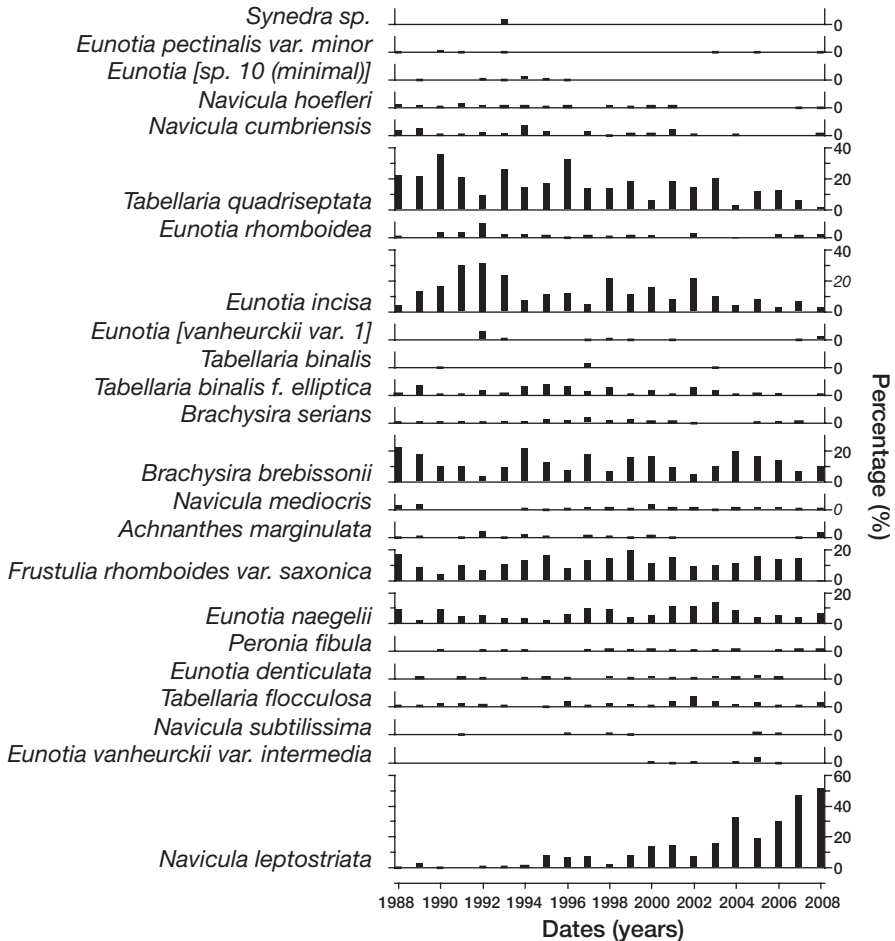 Synedra sp.
0
Eunotia pectinalis var. minor
0
Eunotia [sp. 10 (minimal)]
0
Navicula hoefleri
0
Navicula cumbriensis
0
40
20
Tabellaria quadriseptata
0
Eunotia rhomboidea
0
40
20
Eunotia incisa
0
Eunotia [vanheurckii var. 1]
0
Tabellaria binalis
0
Tabellaria binalis f. elliptica
0
Brachysira serians
0
20
Brachysira brebissonii
0
Navicula mediocris
0
Achnanthes marginulata
0
20
Frustulia rhomboides var. saxonica
0
20
Eunotia naegelii
0
Peronia fibula
0
Eunotia denticulata
0
Tabellaria flocculosa
0
Navicula subtilissima
0
Eunotia vanheurckii var. intermedia
0
60
40
20
Navicula leptostriata
0
Percentage (%)
1988 1990 1992 1994 1996 1998 2000 2002 2004 2006 2008
Dates (years)